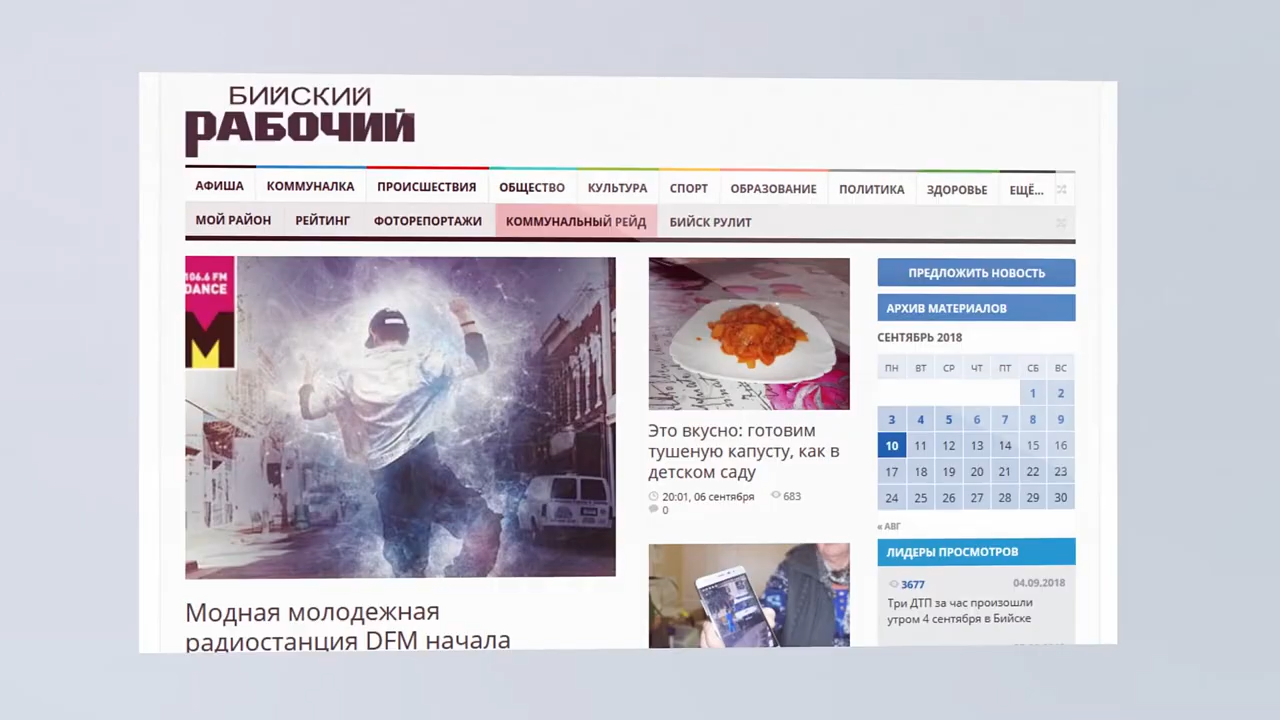 БИЙСКИЙ
РАБОЧИЙ
АФИША КОММУНАЛКА ПРОИСШЕСТВИЯ ОБЩЕСТВО КУЛЬТУРА СПОРТ ОБРАЗОВАНИЕ ПОЛИТИКА ЗДОРОВЬЕ ЕЩЁ...
МОЙ РАЙОН РЕЙТИНГ ФОТОРЕПОРТАЖИ КОММУНАЛЬНЫЙ РЕЙД БИЙСК РУЛИТ
106.6 FM
DANCE
M
Модная молодежная
радиостанция DFM начала
Это вкусно: готовим
тушеную капусту, как в
детском саду
20:01, 06 сентября 683
0
ПРЕДЛОЖИТЬ НОВОСТЬ
АРХИВ МАТЕРИАЛОВ
СЕНТЯБРЬ 2018
ПН ВТ СР ЧТ ПТ СБ ВС
1 2
3 4 5 6 7 8 9
10 11 12 13 14 15 16
17 18 19 20 21 22 23
24 25 26 27 28 29 30
« АВГ
ЛИДЕРЫ ПРОСМОТРОВ
3677 04.09.2018
Три ДТП за час произошли
утром 4 сентября в Бийске